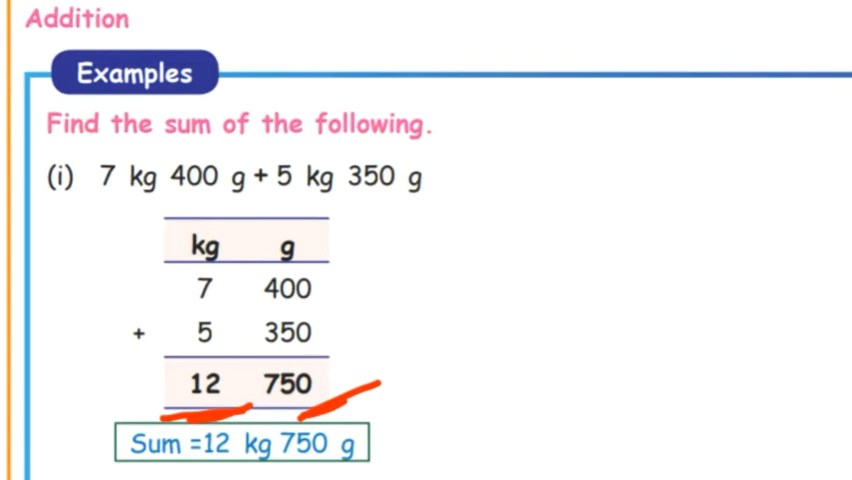 Addition
Examples
Find the sum of the following.
(i) 7 kg 400 g + 5 kg 350 g
kg g
7 400
+ 5 350
12 750
Sum =12 kg 750 g